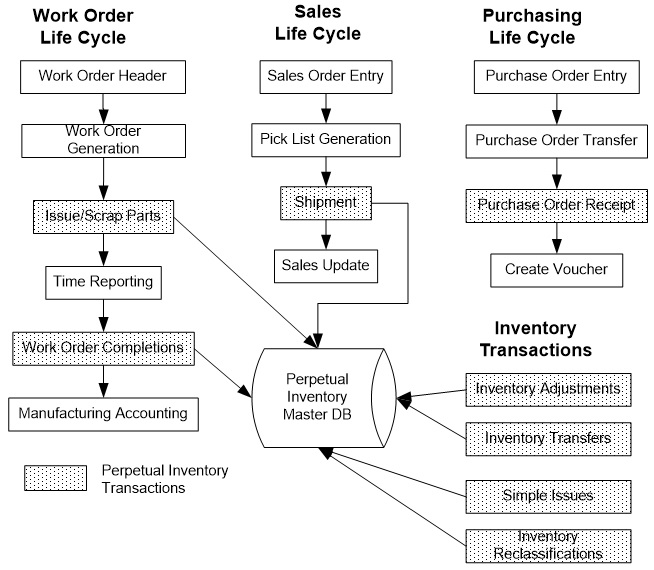 Work Order
Life Cycle
Work Order Header
Work Order
Generation
Issue/Scrap Parts
Time Reporting
Work Order Completions
Manufacturing Accounting
Perpetual Inventory
Transactions
Sales
Life Cycle
Sales Order Entry
Pick List Generation
Shipment
Sales Update
Perpetual
Inventory
Master DB
Purchasing
Life Cycle
Purchase Order Entry
Purchase Order Transfer
Purchase Order Receipt
Create Voucher
Inventory
Transactions
Inventory Adjustments
Inventory Transfers
Simple Issues
Inventory
Reclassifications